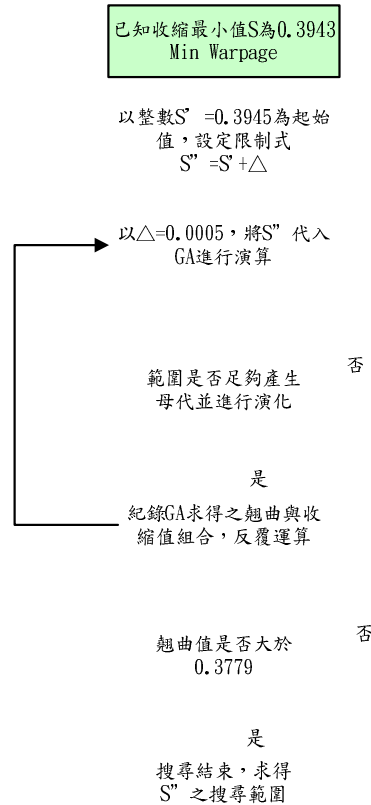 已知收縮最小值S為0.3943
Min Warpage
以整數S’=0.3945為起始
值，設定限制式
S”=S’+△
以△=0.0005，將S”代入
GA進行演算
範圍是否足夠產生
母代並進行演化
否
是
紀錄GA求得之翹曲與收
縮值組合，反覆運算
翹曲值是否大於
0.3779
否
是
搜尋結束，求得
S”之搜尋範圍